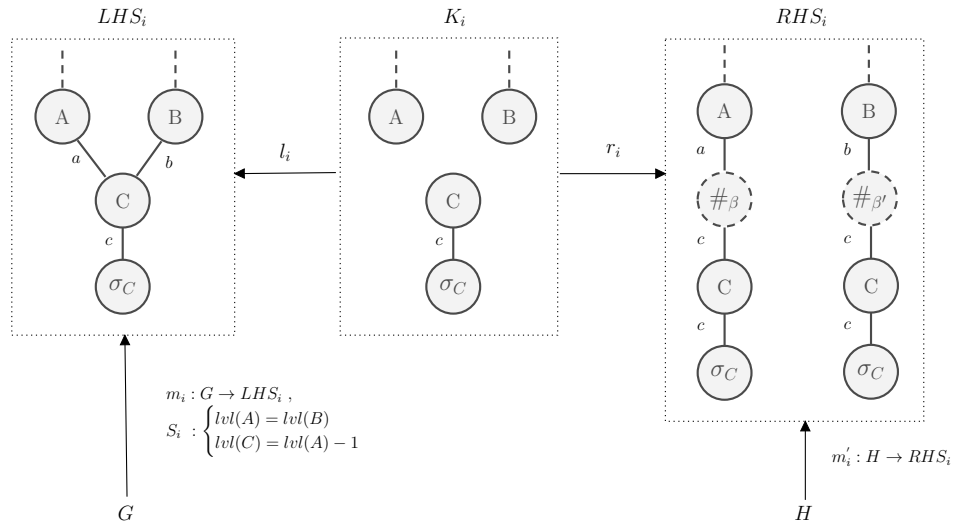 LHS_i
K_i
RHS_i
A
B
a
b
C
c
σ_C
l_i
A
B
C
c
σ_C
r_i
A
B
a
b
#_β
#_β'
c
c
C
C
c
c
σ_C
σ_C
m_i : G → LHS_i ,
S_i : { lvl(A) = lvl(B)
lvl(C) = lvl(A) − 1
m_i' : H → RHS_i
G
H